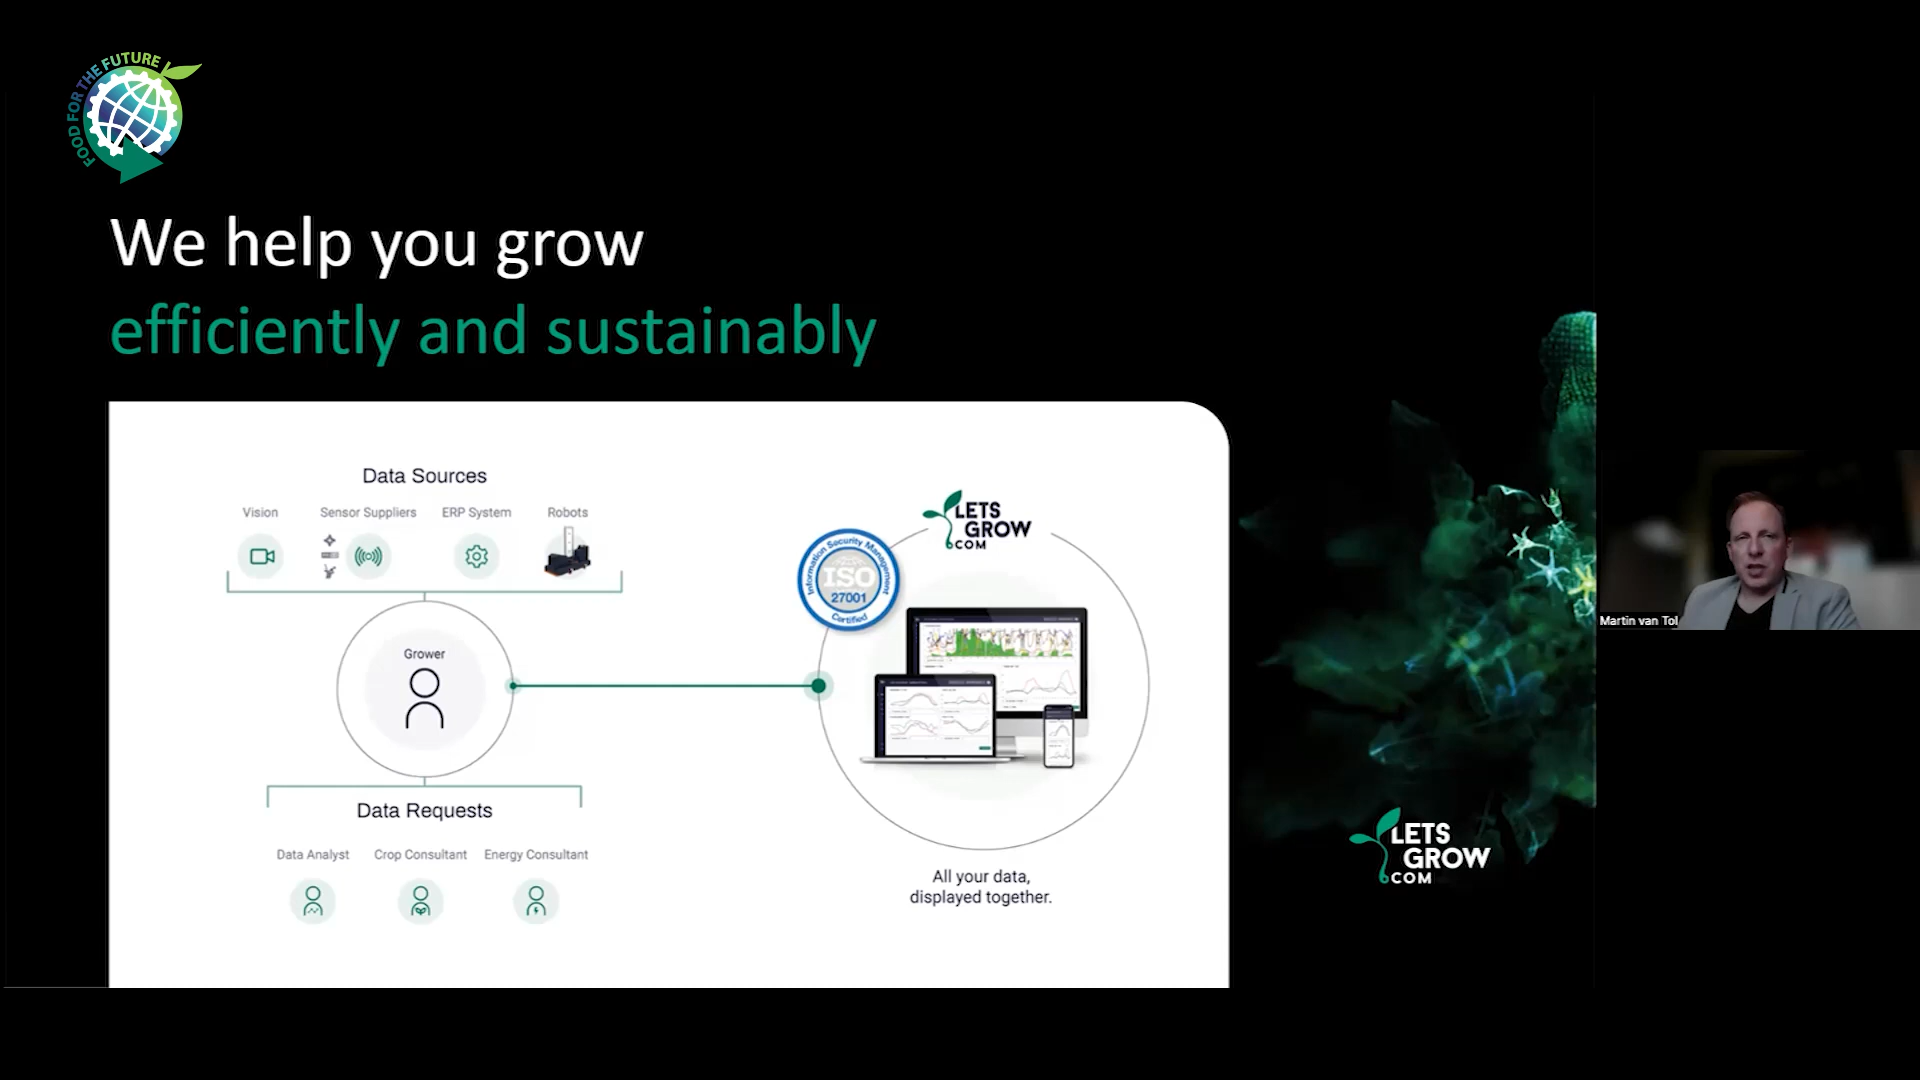 FOOD FOR THE FUTURE
We help you grow
efficiently and sustainably
Data Sources
Vision
Sensor Suppliers
ERP System
Robots
Grower
Data Requests
Data Analyst
Crop Consultant
Energy Consultant
LETS
GROW
.COM
Information Security Management
ISO
27001
Certified
All your data,
displayed together.
LETS
GROW
.COM
Martin van Tol